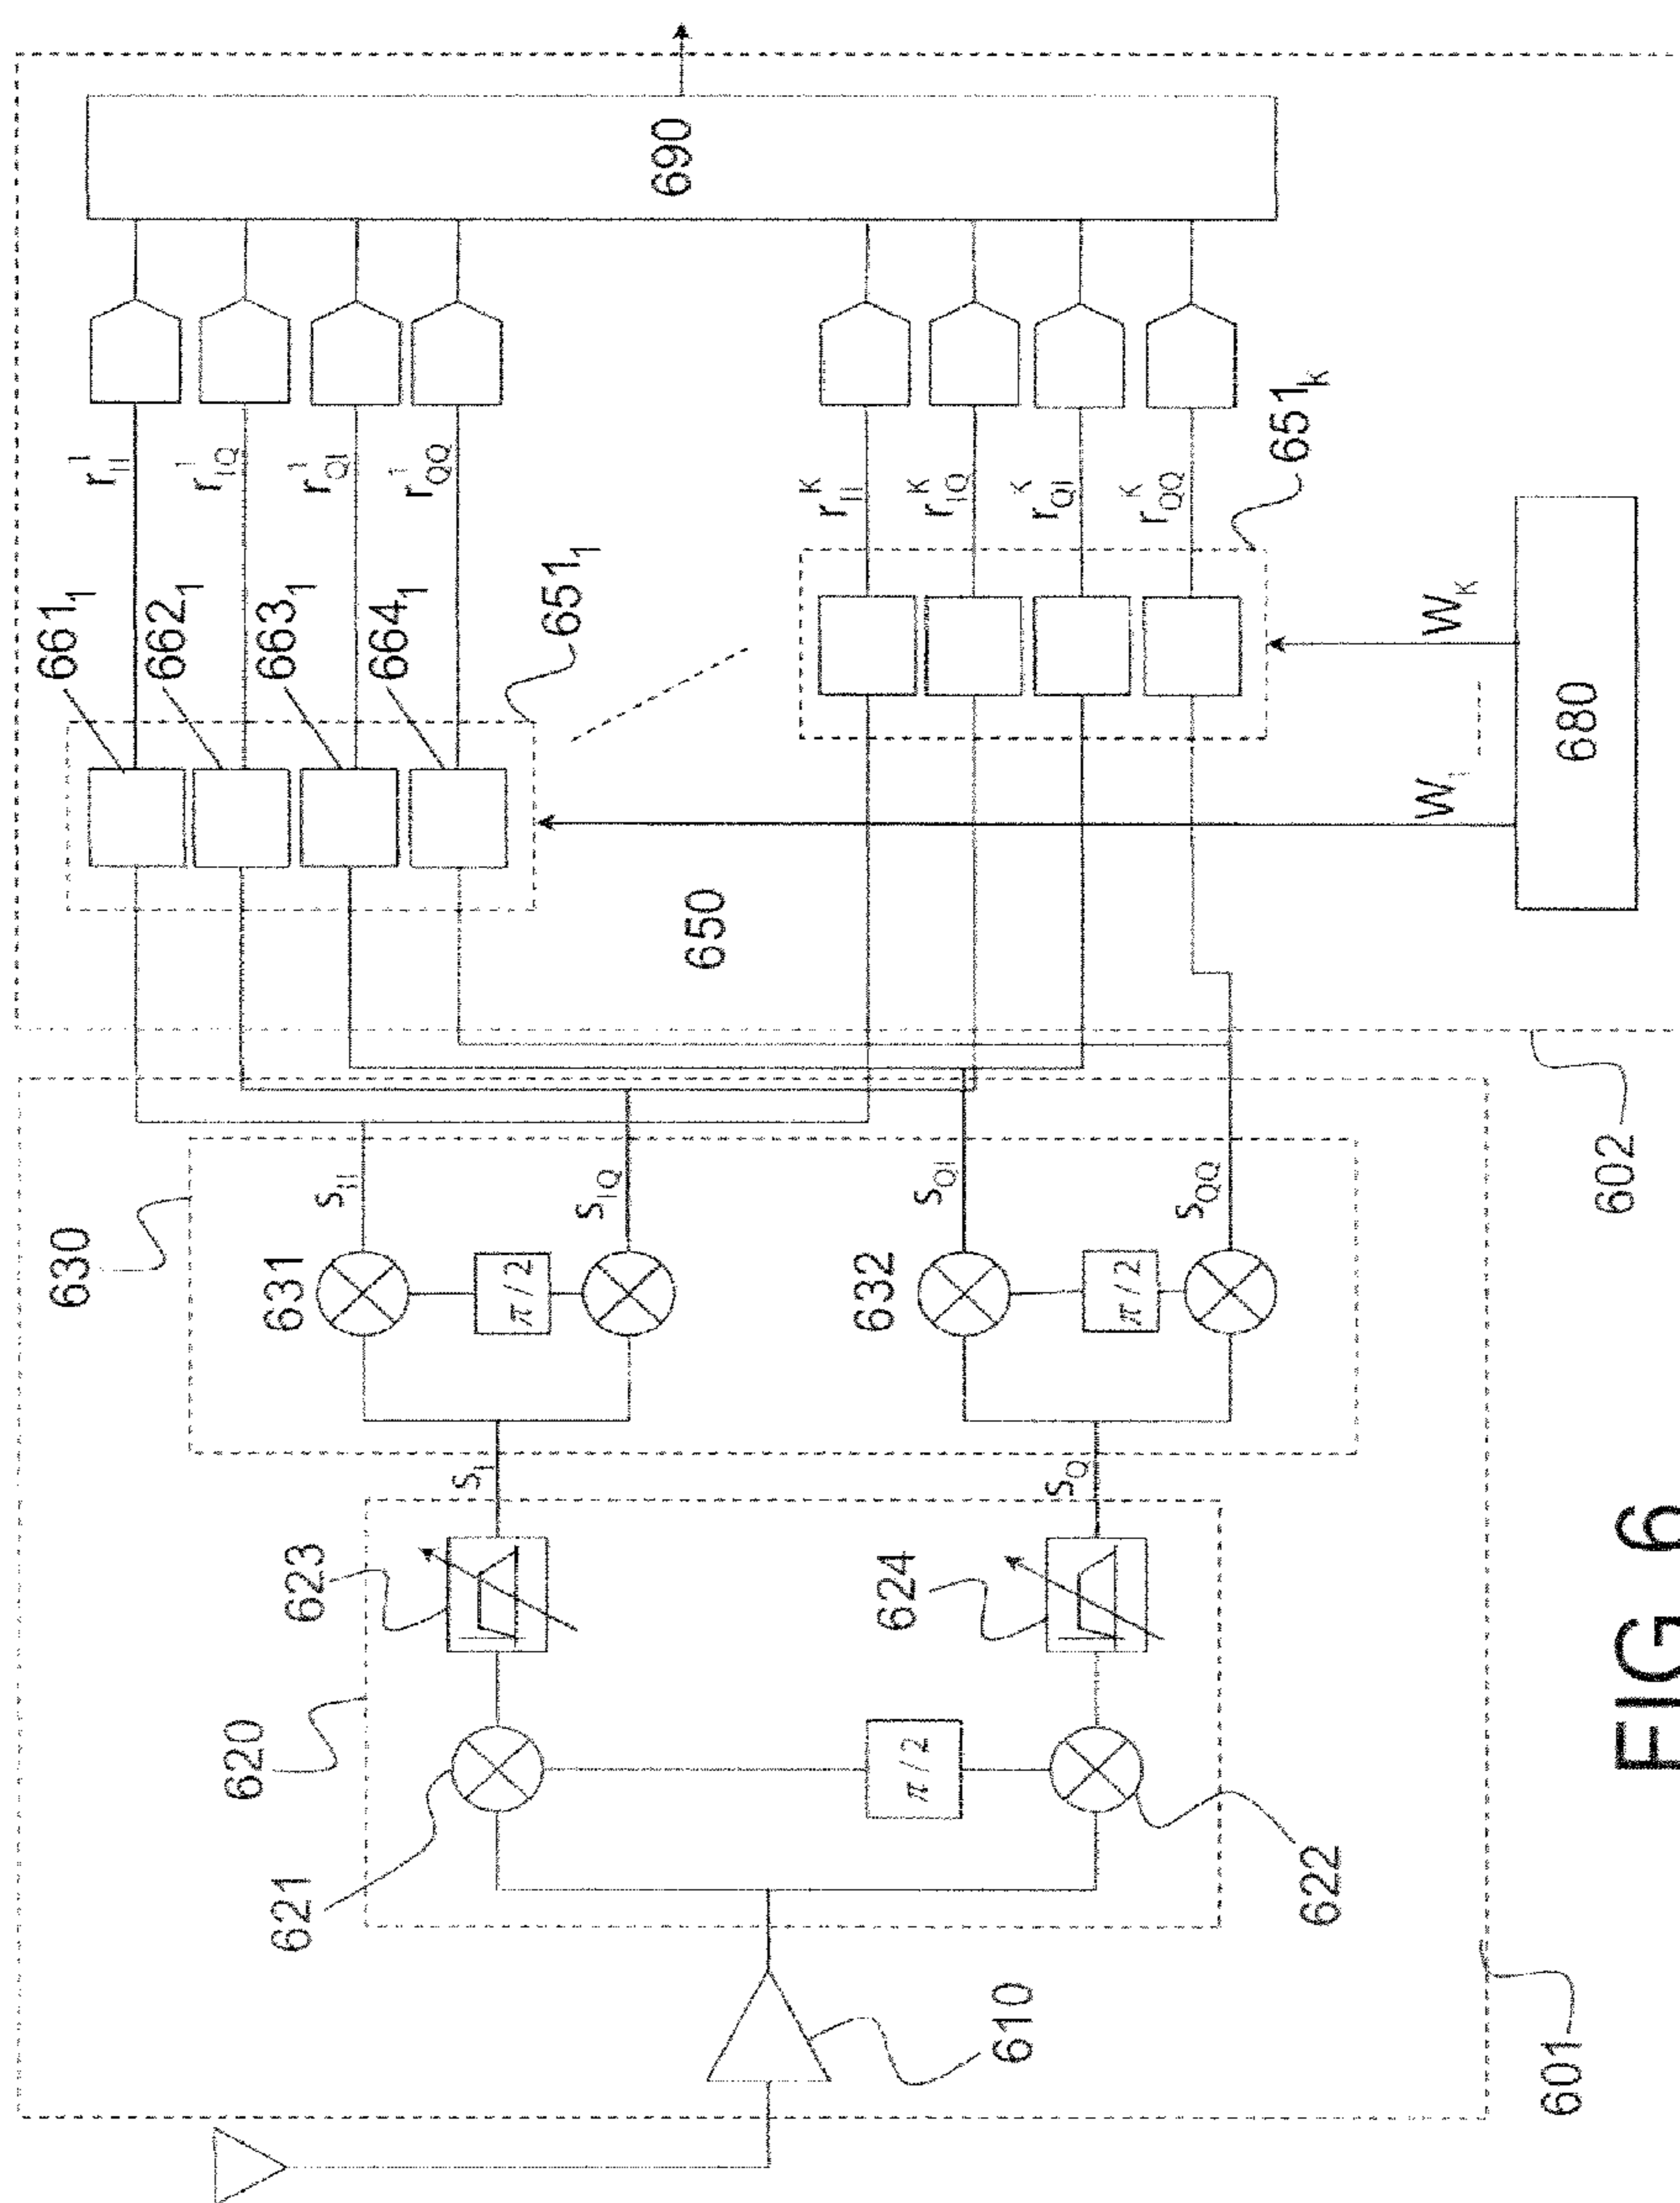 601
610
620
621
622
π/2
623
624
s_I
s_Q
630
631
π/2
632
π/2
s_II
s_IQ
s_QI
s_QQ
602
650
661_1
662_1
663_1
664_1
651_1
r^1_II
r^1_IQ
r^1_QI
r^1_QQ
r^K_II
r^K_IQ
r^K_QI
r^K_QQ
651_K
W_1
W_K
680
690
FIG 6